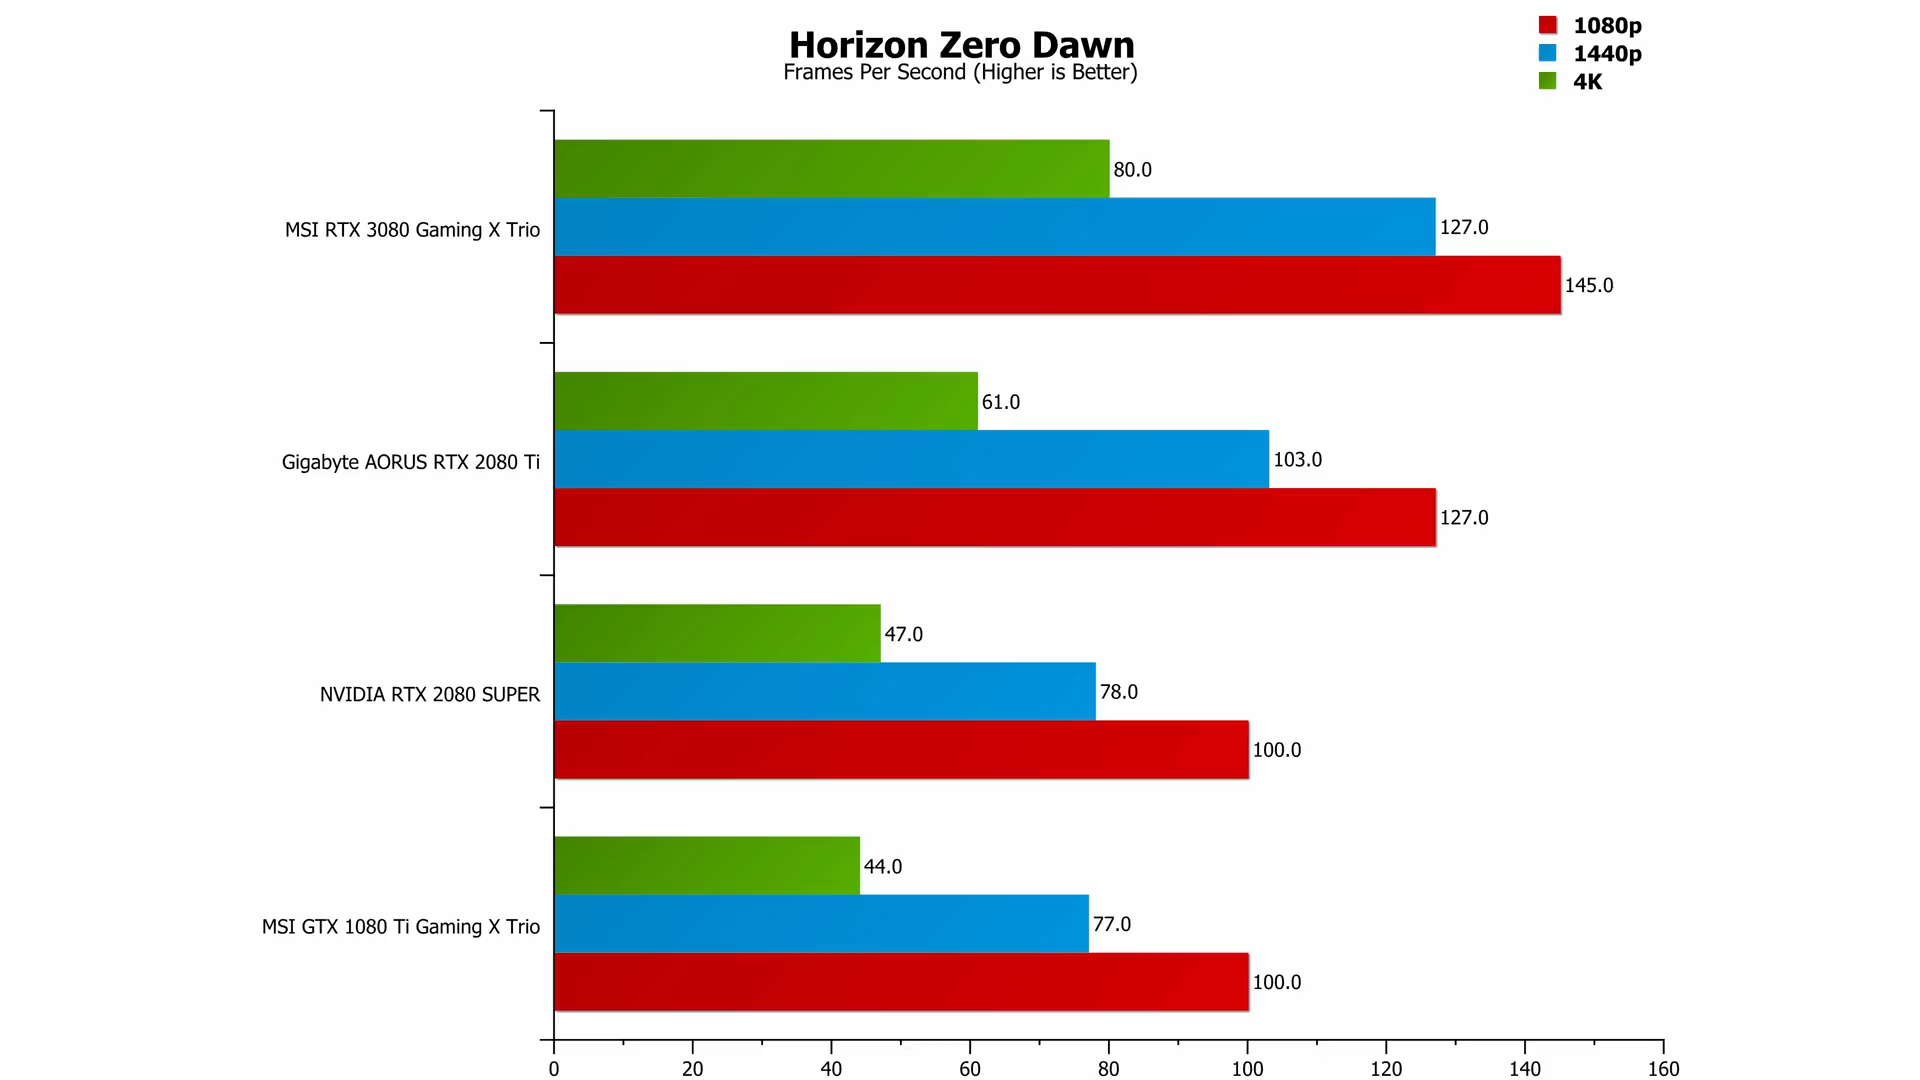 Horizon Zero Dawn
Frames Per Second (Higher is Better)
1080p
1440p
4K
80.0
MSI RTX 3080 Gaming X Trio
127.0
145.0
61.0
Gigabyte AORUS RTX 2080 Ti
103.0
127.0
47.0
NVIDIA RTX 2080 SUPER
78.0
100.0
44.0
MSI GTX 1080 Ti Gaming X Trio
77.0
100.0
0 20 40 60 80 100 120 140 160